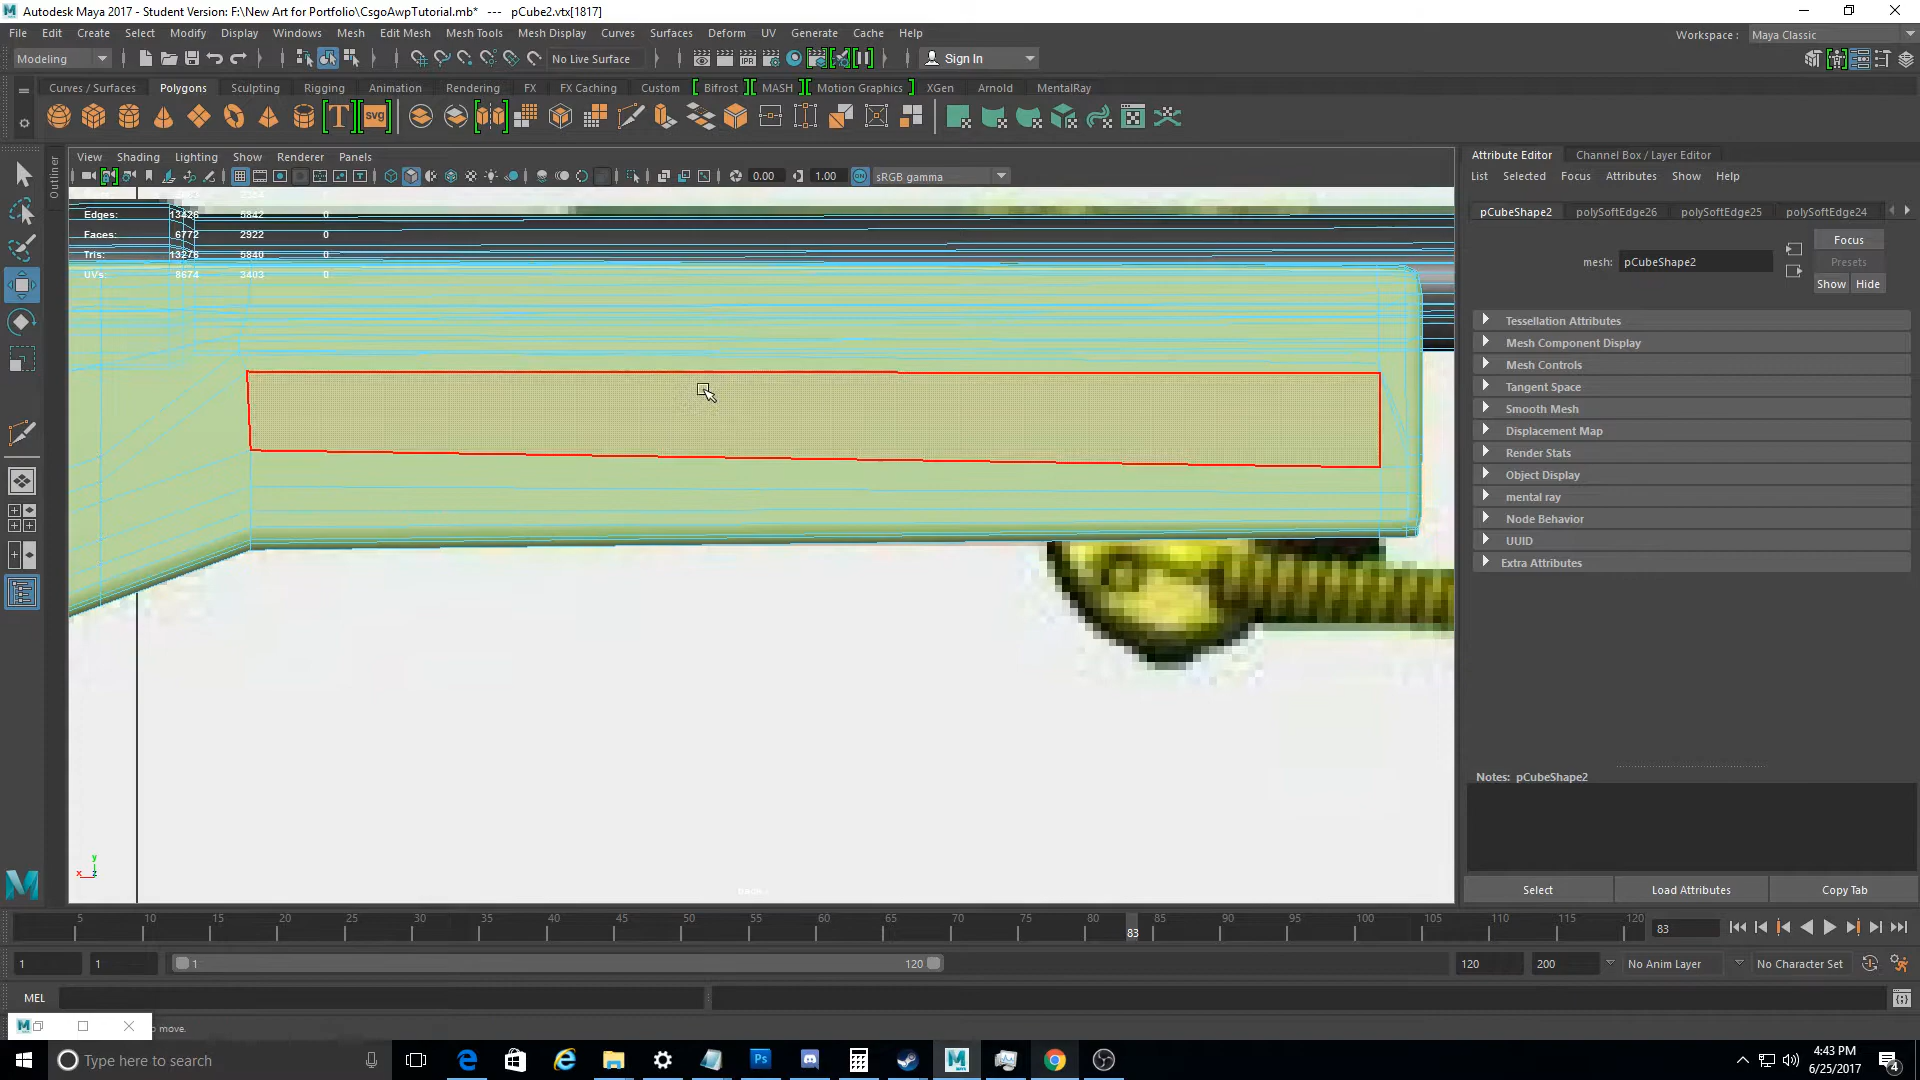 Autodesk Maya 2017 - Student Version: F:\New Art for Portfolio\CsgoAwpTutorial.mb* --- pCube2.vtx[1817]
File Edit Create Select Modify Display Windows Mesh Edit Mesh Mesh Tools Mesh Display Curves Surfaces Deform UV Generate Cache Help
Workspace: Maya Classic
Modeling No Live Surface Sign In
Curves / Surfaces Polygons Sculpting Rigging Animation Rendering FX FX Caching Custom Bifrost MASH Motion Graphics XGen Arnold MentalRay
T svg
View Shading Lighting Show Renderer Panels
0.00 1.00 ON sRGB gamma
Outliner
Edges: 13426 5842 0
Faces: 6772 2922 0
Tris: 13276 5840 0
UVs: 8674 3403 0
y
x z
Attribute Editor Channel Box / Layer Editor
List Selected Focus Attributes Show Help
pCubeShape2 polySoftEdge26 polySoftEdge25 polySoftEdge24
Focus
mesh: pCubeShape2
Presets
Show Hide
Tessellation Attributes
Mesh Component Display
Mesh Controls
Tangent Space
Smooth Mesh
Displacement Map
Render Stats
Object Display
mental ray
Node Behavior
UUID
Extra Attributes
Notes: pCubeShape2
Select Load Attributes Copy Tab
5 10 15 20 25 30 35 40 45 50 55 60 65 70 75 80 85 90 95 100 105 110 115 120
83 83
1 1 1 120 120 200 No Anim Layer No Character Set
MEL
o move.
Type here to search
4:43 PM
6/25/2017
4